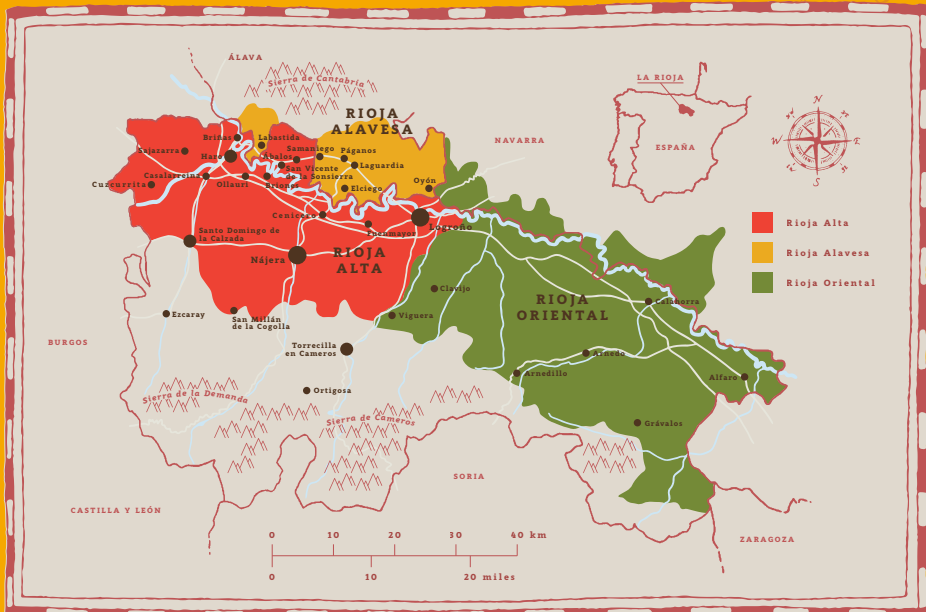 ÁLAVA
Sierra de Cantabria
LA RIOJA
ESPAÑA
N
W
E
S
RIOJA
ALAVESA
NAVARRA
Briñas
Labastida
Sajazarra
Haro
Ábalos
Samaniego
Páganos
Laguardia
San Vicente
de la Sonsierra
Casalarreina
Cuzcurrita
Ollauri
Briones
Elciego
Oyón
Cenicero
Fuenmayor
Logroño
Santo Domingo de
la Calzada
Nájera
RIOJA
ALTA
Rioja Alta
Rioja Alavesa
Rioja Oriental
Clavijo
RIOJA
ORIENTAL
Calahorra
Ezcaray
San Millán
de la Cogolla
Viguera
BURGOS
Torrecilla
en Cameros
Arnedo
Arnedillo
Alfaro
Ortigosa
Sierra de la Demanda
Sierra de Cameros
Grávalos
SORIA
CASTILLA Y LEÓN
ZARAGOZA
0 10 20 30 40 km
0 10 20 miles